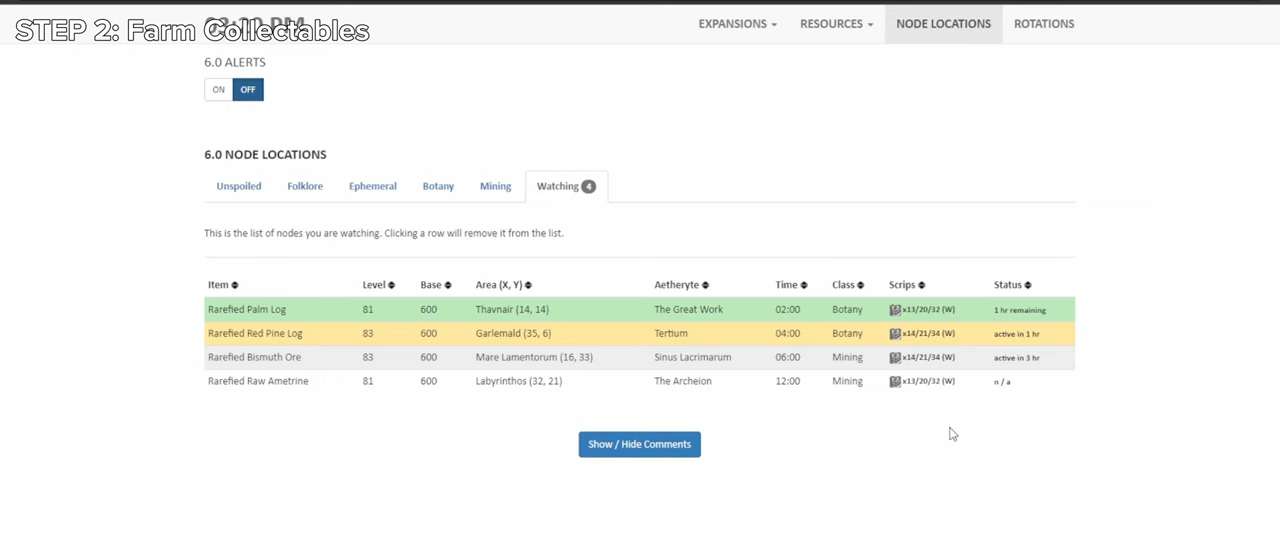 STEP 2: Farm Collectables
EXPANSIONS RESOURCES NODE LOCATIONS ROTATIONS
6.0 ALERTS
ON OFF
6.0 NODE LOCATIONS
Unspoiled Folklore Ephemeral Botany Mining Watching 4
This is the list of nodes you are watching. Clicking a row will remove it from the list.
Item Level Base Area (X, Y) Aetheryte Time Class Scrips Status
Rarefied Palm Log 81 600 Thavnair (14, 14) The Great Work 02:00 Botany x13/20/32 (W) 1 hr remaining
Rarefied Red Pine Log 83 600 Garlemald (35, 6) Tertium 04:00 Botany x14/21/34 (W) active in 1 hr
Rarefied Bismuth Ore 83 600 Mare Lamentorum (16, 33) Sinus Lacrimarum 06:00 Mining x14/21/34 (W) active in 3 hr
Rarefied Raw Ametrine 81 600 Labyrinthos (32, 21) The Archeion 12:00 Mining x13/20/32 (W) n / a
Show / Hide Comments